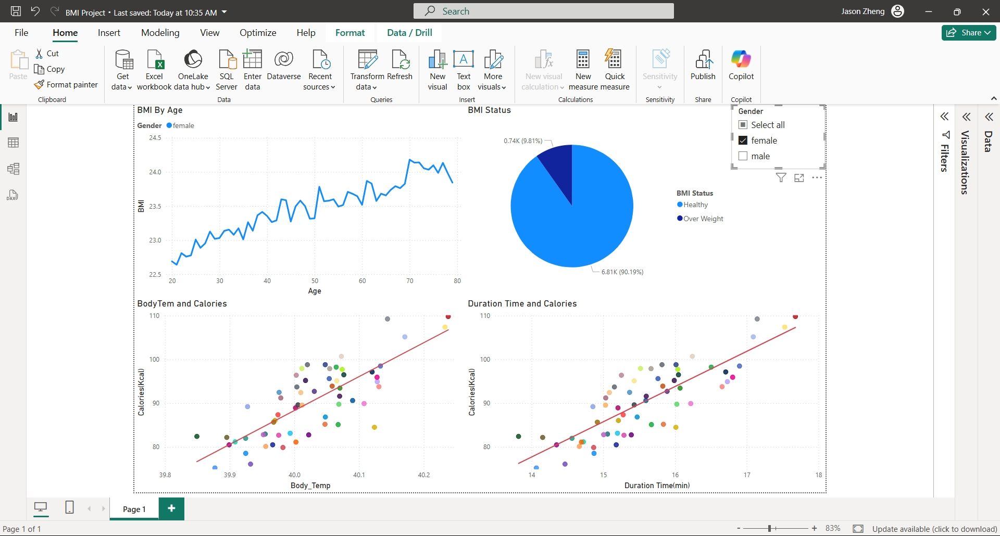 BMI Project • Last saved: Today at 10:35 AM
Search
Jason Zheng
File Home Insert Modeling View Optimize Help Format Data / Drill
Share
Paste
Cut
Copy
Format painter
Clipboard
Get data
Excel workbook
OneLake data hub
SQL Server
Enter data
Dataverse
Recent sources
Data
Transform data
Refresh
Queries
New visual
Text box
More visuals
Insert
New visual calculation
New measure
Quick measure
Calculations
Sensitivity
Sensitivity
Publish
Share
Copilot
Copilot
DAX
BMI By Age
Gender female
24.5
24.0
23.5
23.0
22.5
BMI
20 30 40 50 60 70 80
Age
BMI Status
0.74K (9.81%)
6.81K (90.19%)
BMI Status
Healthy
Over Weight
Gender
Select all
female
male
Filters
Visualizations
Data
BodyTem and Calories
110
100
90
80
Calories(Kcal)
39.8 39.9 40.0 40.1 40.2
Body_Temp
Duration Time and Calories
110
100
90
80
Calories(Kcal)
14 15 16 17 18
Duration Time(min)
Page 1
+
Page 1 of 1
- + 83%
Update available (click to download)